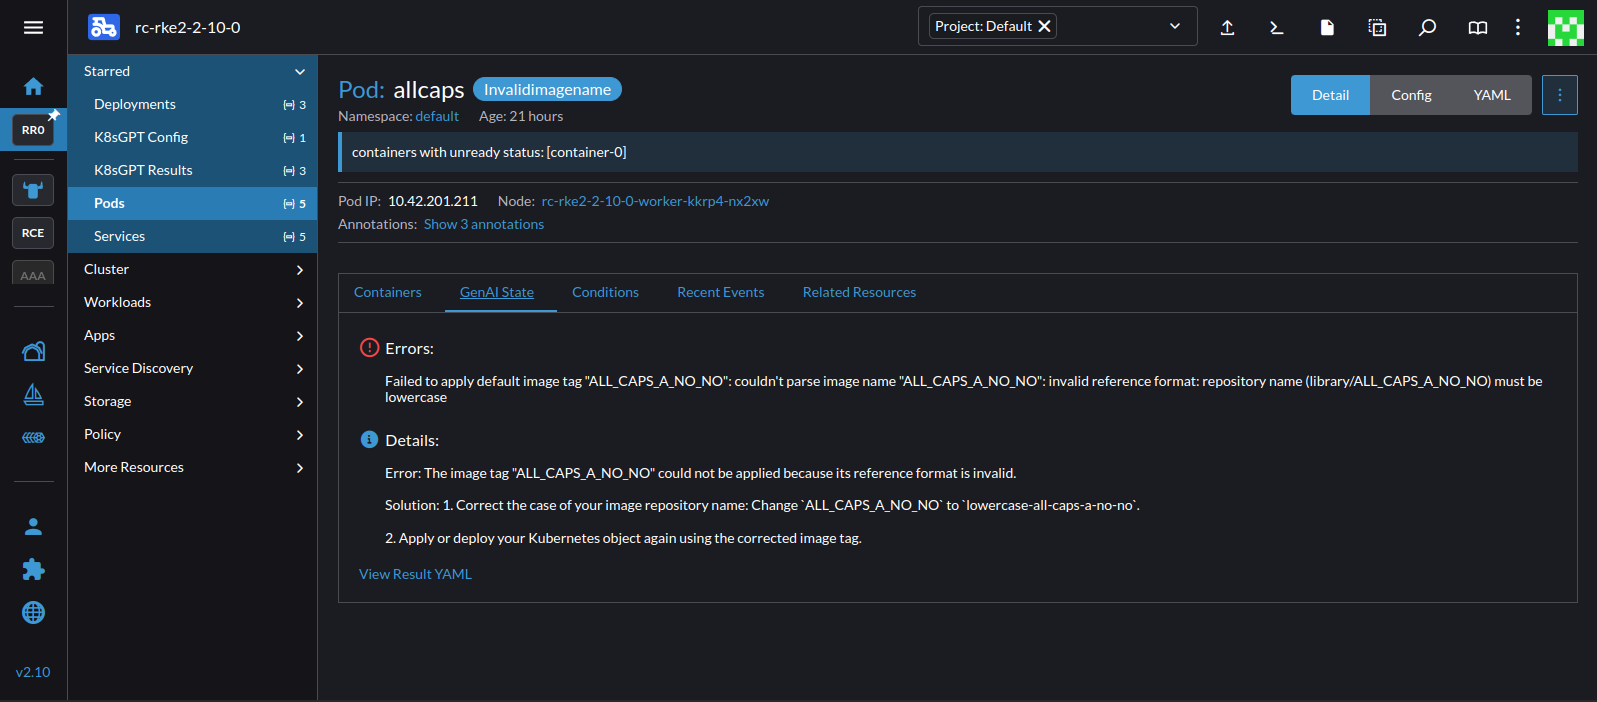 rc-rke2-2-10-0
Project: Default
RR0
RCE
AAA
v2.10
Starred
Deployments 3
K8sGPT Config 1
K8sGPT Results 3
Pods 5
Services 5
Cluster
Workloads
Apps
Service Discovery
Storage
Policy
More Resources
Pod: allcaps Invalidimagename
Detail Config YAML
Namespace: default Age: 21 hours
containers with unready status: [container-0]
Pod IP: 10.42.201.211 Node: rc-rke2-2-10-0-worker-kkrp4-nx2xw
Annotations: Show 3 annotations
Containers GenAI State Conditions Recent Events Related Resources
Errors:
Failed to apply default image tag "ALL_CAPS_A_NO_NO": couldn't parse image name "ALL_CAPS_A_NO_NO": invalid reference format: repository name (library/ALL_CAPS_A_NO_NO) must be
lowercase
Details:
Error: The image tag "ALL_CAPS_A_NO_NO" could not be applied because its reference format is invalid.
Solution: 1. Correct the case of your image repository name: Change `ALL_CAPS_A_NO_NO` to `lowercase-all-caps-a-no-no`.
2. Apply or deploy your Kubernetes object again using the corrected image tag.
View Result YAML